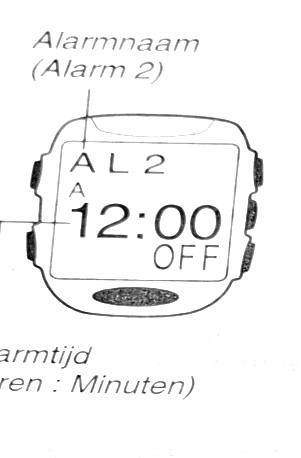 Alarmnaam
(Alarm 2)
AL2
A
12:00
OFF
armtijd
ren : Minuten)